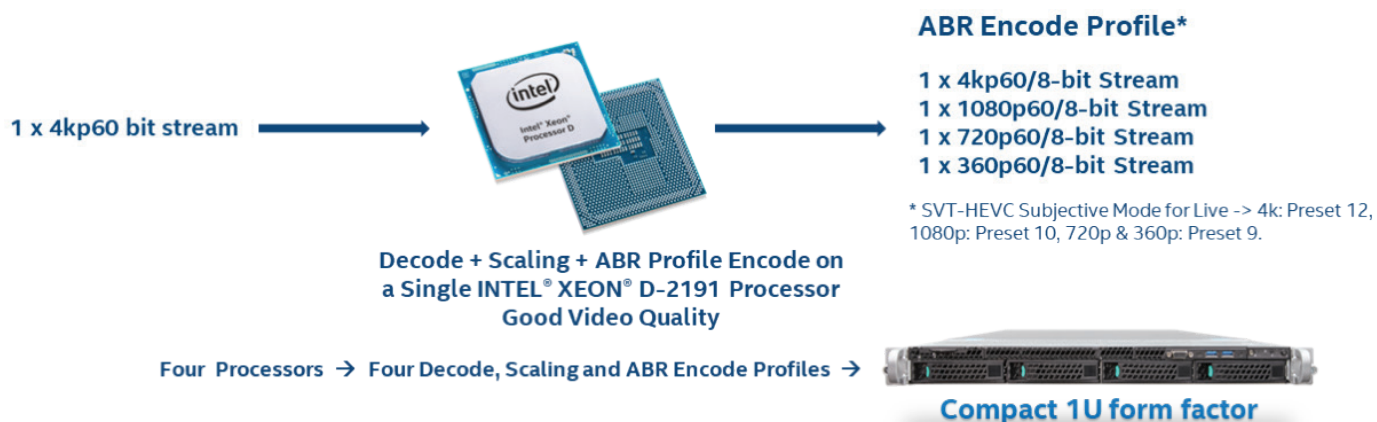 1 x 4kp60 bit stream
intel
Intel® Xeon®
Processor D
Decode + Scaling + ABR Profile Encode on
a Single INTEL® XEON® D-2191 Processor
Good Video Quality
ABR Encode Profile*
1 x 4kp60/8-bit Stream
1 x 1080p60/8-bit Stream
1 x 720p60/8-bit Stream
1 x 360p60/8-bit Stream
* SVT-HEVC Subjective Mode for Live -> 4k: Preset 12,
1080p: Preset 10, 720p & 360p: Preset 9.
Four Processors → Four Decode, Scaling and ABR Encode Profiles →
Compact 1U form factor